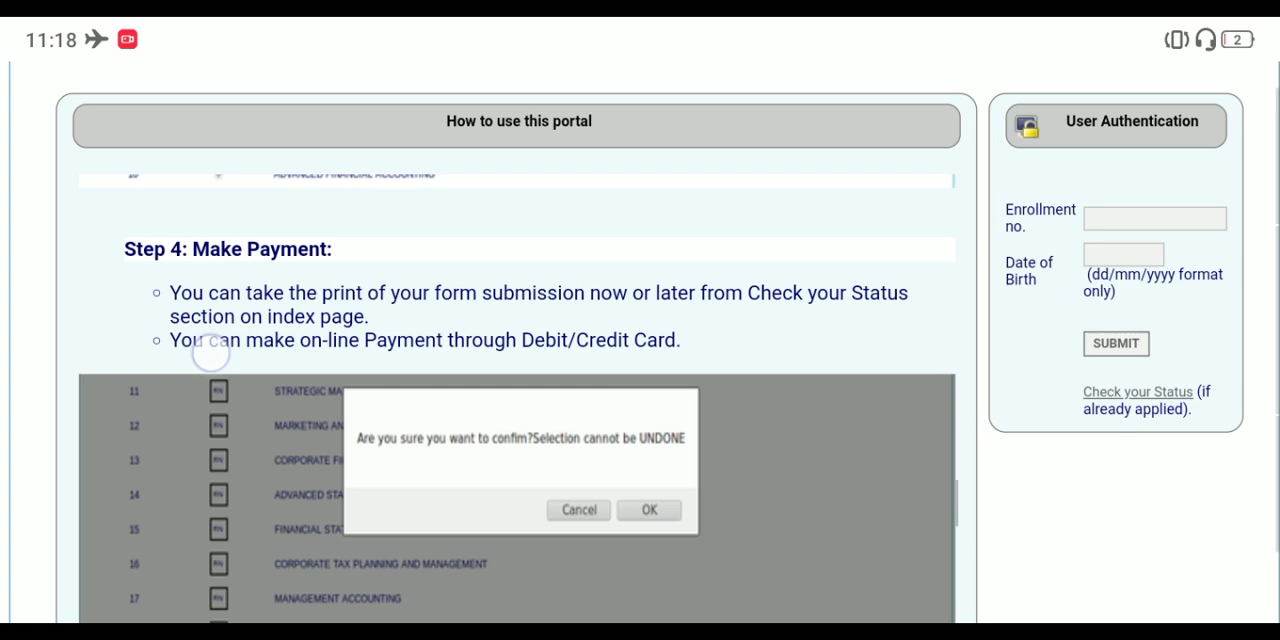 11:18
2
How to use this portal
User Authentication
ADVANCED FINANCIAL ACCOUNTING
Enrollment
no.
Date of
Birth
(dd/mm/yyyy format
only)
SUBMIT
Check your Status (if
already applied).
Step 4: Make Payment:
You can take the print of your form submission now or later from Check your Status
section on index page.
You can make on-line Payment through Debit/Credit Card.
11 STRATEGIC MA
12 MARKETING AN
13 CORPORATE FI
14 ADVANCED STA
15 FINANCIAL STA
16 CORPORATE TAX PLANNING AND MANAGEMENT
17 MANAGEMENT ACCOUNTING
Are you sure you want to confim?Selection cannot be UNDONE
Cancel OK